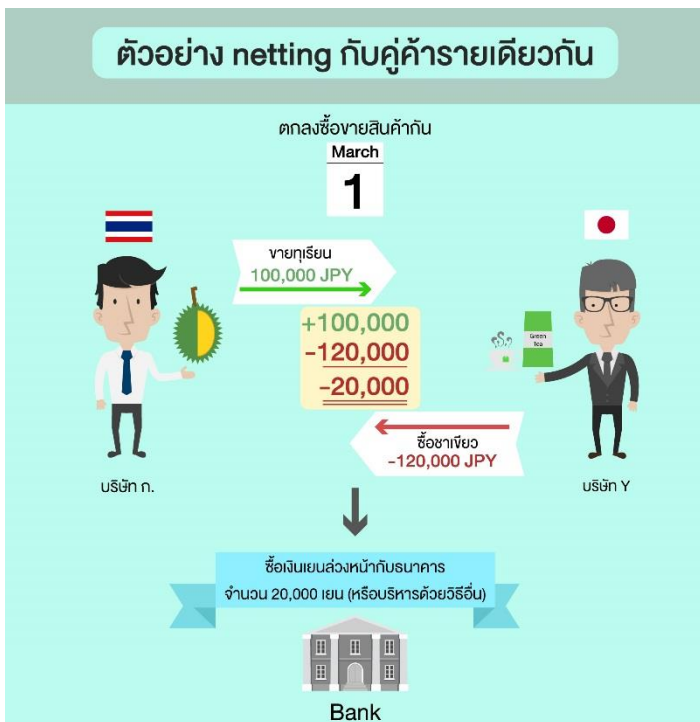 ตัวอย่าง netting กับคู่ค้ารายเดียวกัน
ตกลงซื้อขายสินค้ากัน
March
1
ขายทุเรียน
100,000 JPY
+100,000
-120,000
-20,000
Green
Tea
ซื้อชาเขียว
-120,000 JPY
บริษัท ก.
บริษัท Y
ซื้อเงินเยนล่วงหน้ากับธนาคาร
จำนวน 20,000 เยน (หรือบริหารด้วยวิธีอื่น)
Bank